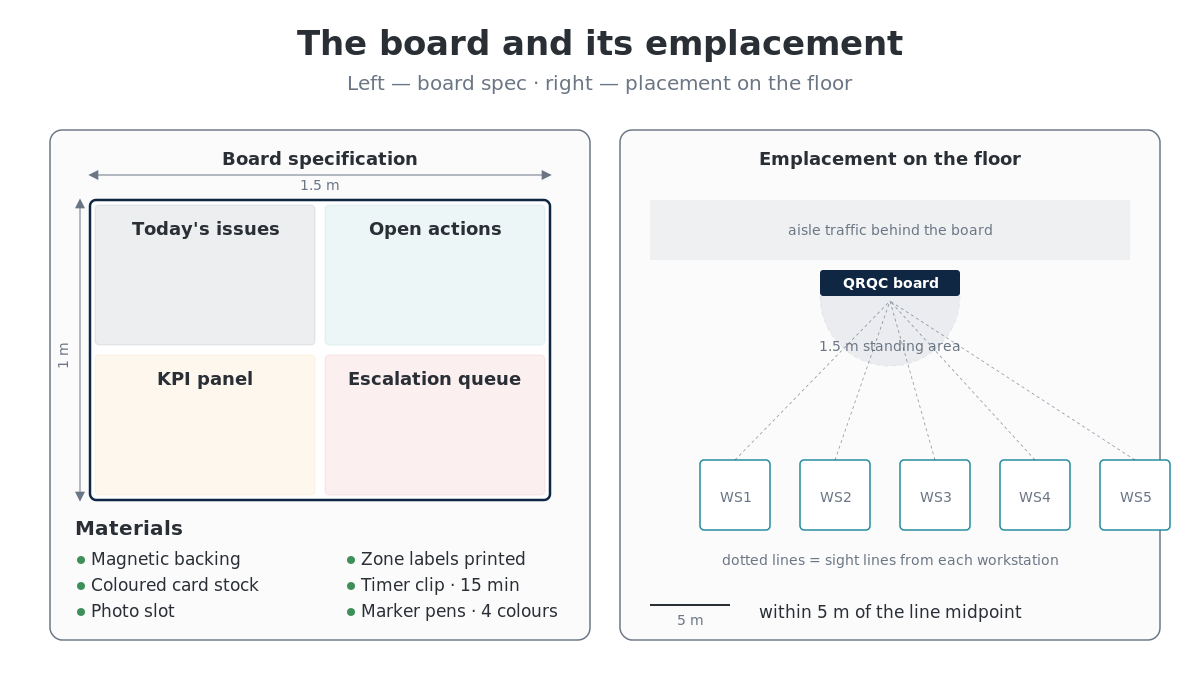 The board and its emplacement
Left — board spec · right — placement on the floor
Board specification
1.5 m
1 m
Today's issues
Open actions
KPI panel
Escalation queue
Materials
Magnetic backing
Coloured card stock
Photo slot
Zone labels printed
Timer clip · 15 min
Marker pens · 4 colours
Emplacement on the floor
aisle traffic behind the board
QRQC board
1.5 m standing area
WS1
WS2
WS3
WS4
WS5
dotted lines = sight lines from each workstation
5 m
within 5 m of the line midpoint